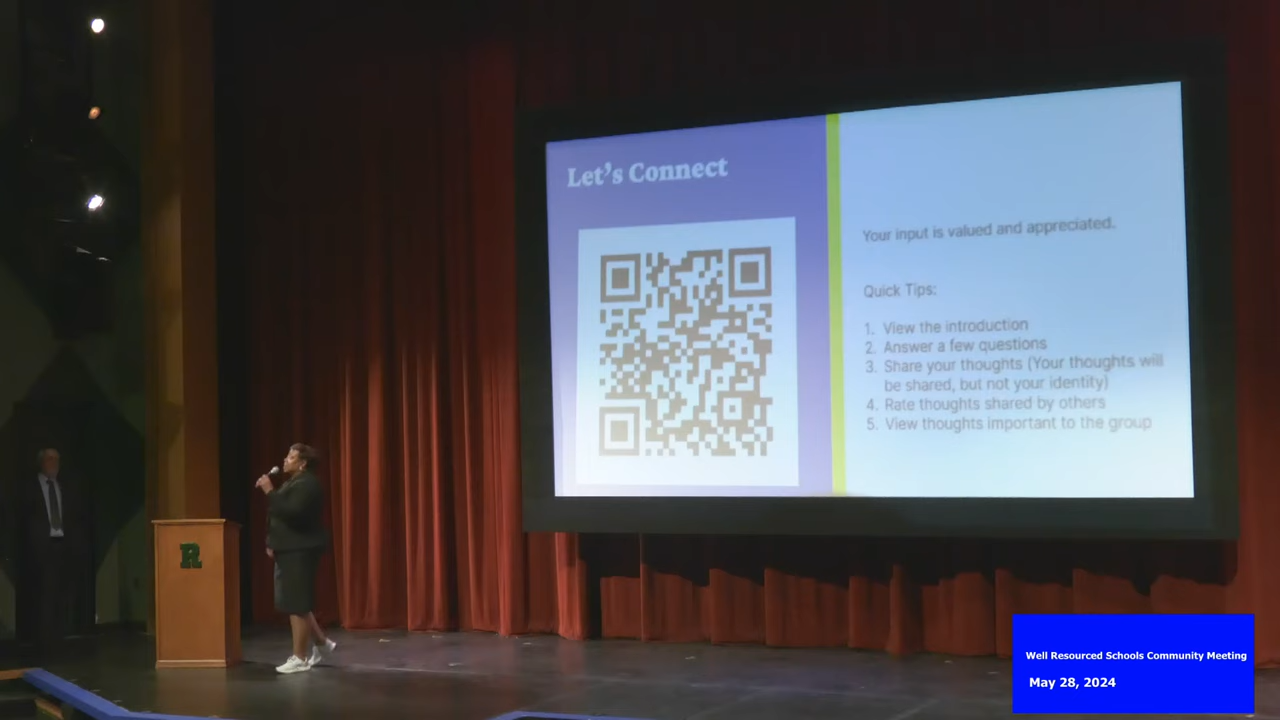 Let's Connect
Your input is valued and appreciated.
Quick Tips:
1. View the introduction
2. Answer a few questions
3. Share your thoughts (Your thoughts will
be shared, but not your identity)
4. Rate thoughts shared by others
5. View thoughts important to the group
R
Well Resourced Schools Community Meeting
May 28, 2024